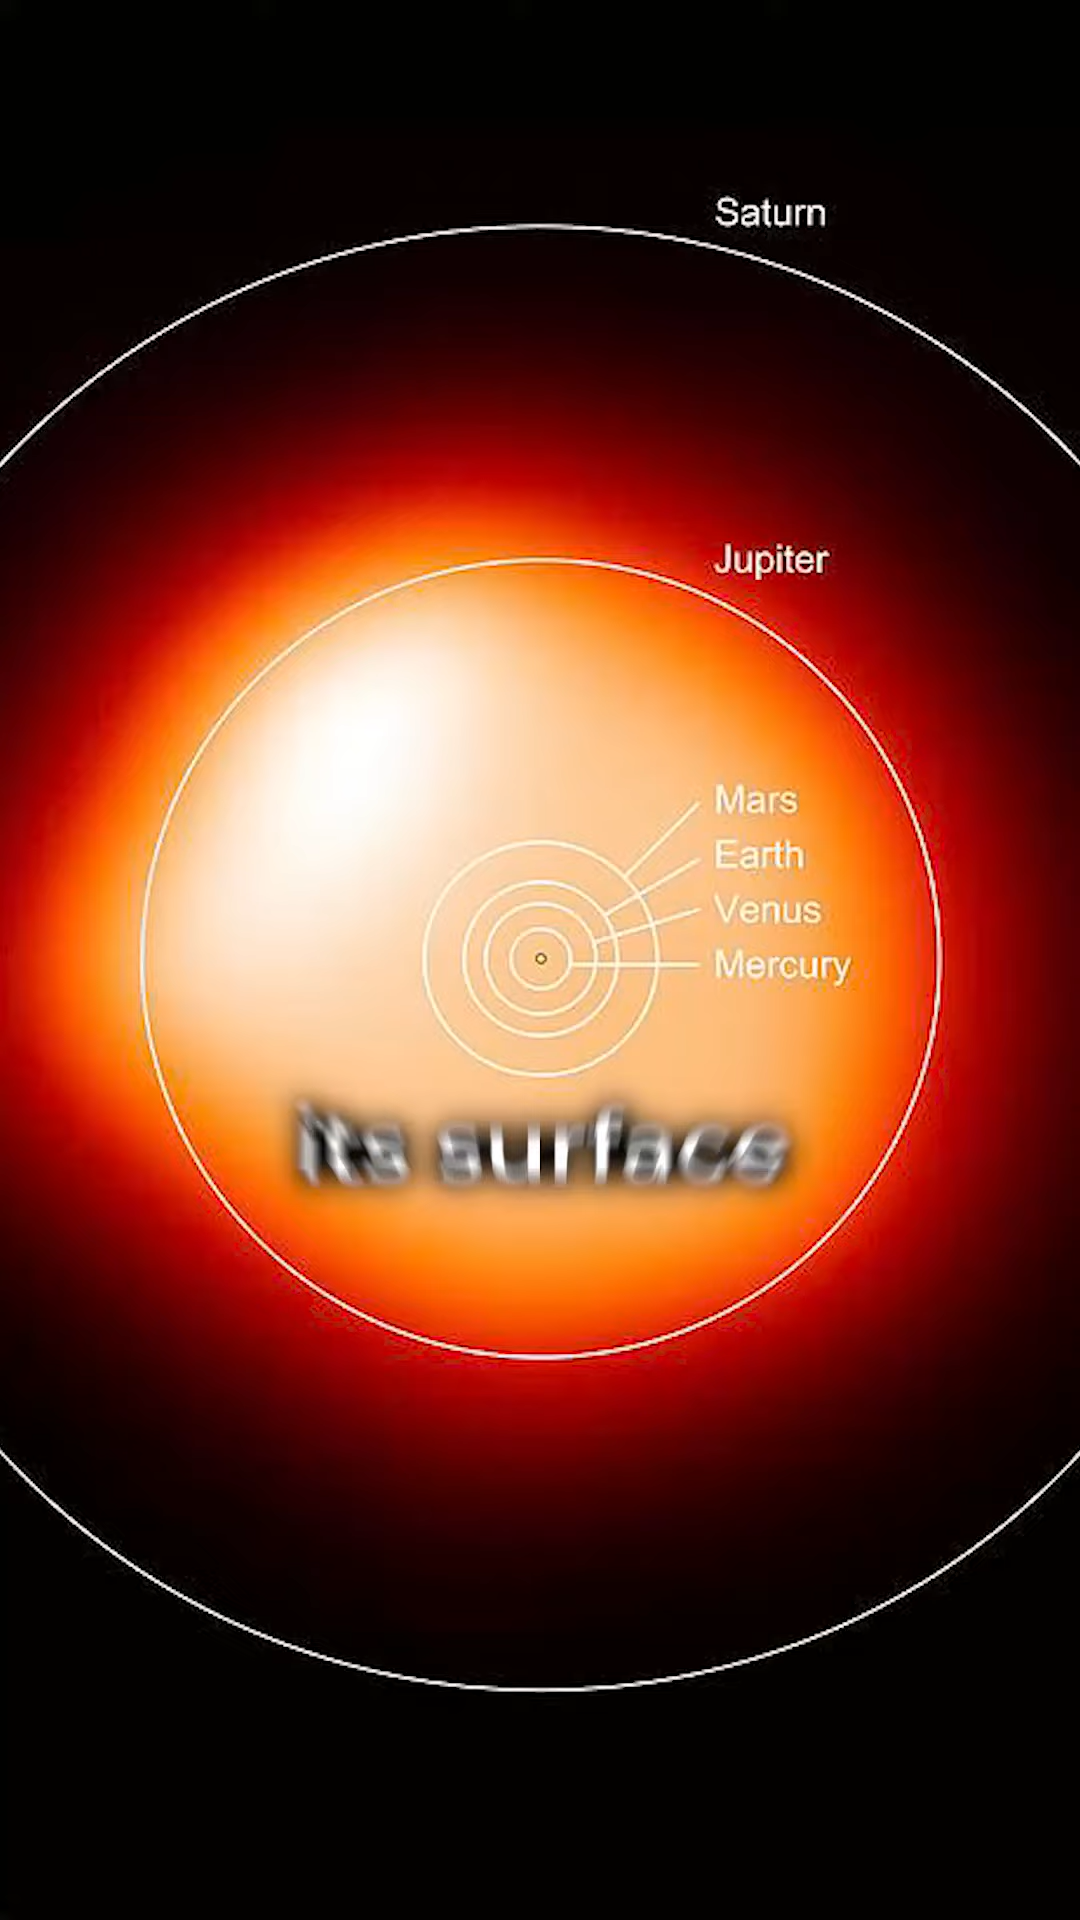 Saturn
Jupiter
Mars
Earth
Venus
Mercury
its surface